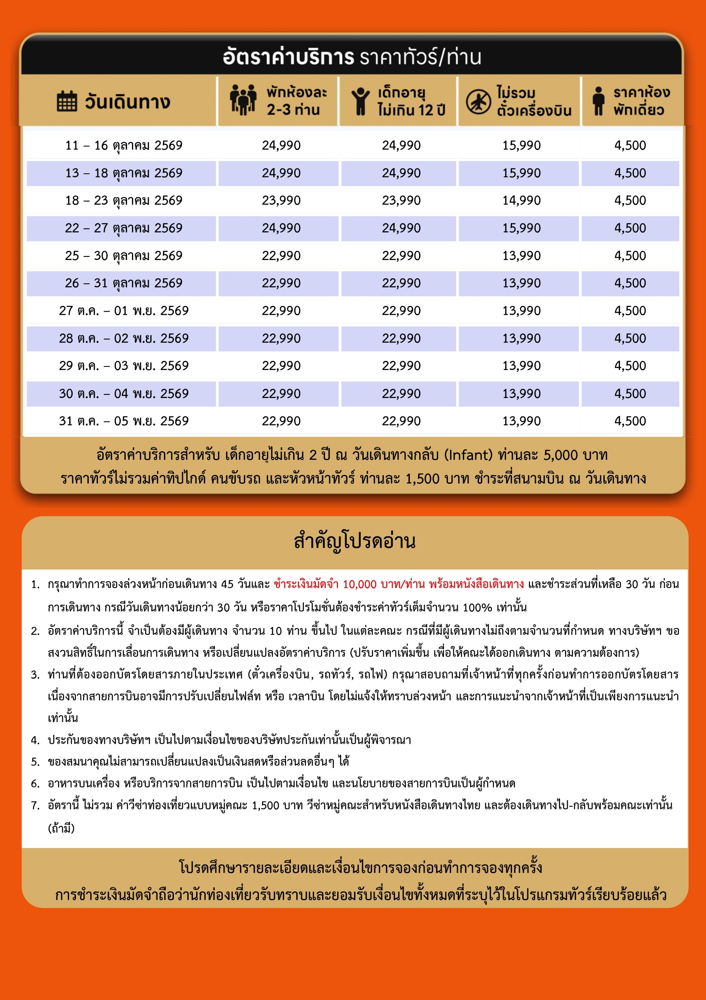 อัตราค่าบริการ ราคาทัวร์/ท่าน
วันเดินทาง พักห้องละ 2-3 ท่าน เด็กอายุ ไม่เกิน 12 ปี ไม่รวม ตั๋วเครื่องบิน ราคาห้อง พักเดี่ยว
11 – 16 ตุลาคม 2569 24,990 24,990 15,990 4,500
13 – 18 ตุลาคม 2569 24,990 24,990 15,990 4,500
18 – 23 ตุลาคม 2569 23,990 23,990 14,990 4,500
22 – 27 ตุลาคม 2569 24,990 24,990 15,990 4,500
25 – 30 ตุลาคม 2569 22,990 22,990 13,990 4,500
26 – 31 ตุลาคม 2569 22,990 22,990 13,990 4,500
27 ต.ค. – 01 พ.ย. 2569 22,990 22,990 13,990 4,500
28 ต.ค. – 02 พ.ย. 2569 22,990 22,990 13,990 4,500
29 ต.ค. – 03 พ.ย. 2569 22,990 22,990 13,990 4,500
30 ต.ค. – 04 พ.ย. 2569 22,990 22,990 13,990 4,500
31 ต.ค. – 05 พ.ย. 2569 22,990 22,990 13,990 4,500
อัตราค่าบริการสำหรับ เด็กอายุไม่เกิน 2 ปี ณ วันเดินทางกลับ (Infant) ท่านละ 5,000 บาท
ราคาทัวร์ไม่รวมค่าทิปไกด์ คนขับรถ และหัวหน้าทัวร์ ท่านละ 1,500 บาท ชำระที่สนามบิน ณ วันเดินทาง
สำคัญโปรดอ่าน
1. กรุณาทำการจองล่วงหน้าก่อนเดินทาง 45 วันและ ชำระเงินมัดจำ 10,000 บาท/ท่าน พร้อมหนังสือเดินทาง และชำระส่วนที่เหลือ 30 วัน ก่อน
การเดินทาง กรณีวันเดินทางน้อยกว่า 30 วัน หรือราคาโปรโมชั่นต้องชำระค่าทัวร์เต็มจำนวน 100% เท่านั้น
2. อัตราค่าบริการนี้ จำเป็นต้องมีผู้เดินทาง จำนวน 10 ท่าน ขึ้นไป ในแต่ละคณะ กรณีที่มีผู้เดินทางไม่ถึงตามจำนวนที่กำหนด ทางบริษัทฯ ขอ
สงวนสิทธิ์ในการเลื่อนการเดินทาง หรือเปลี่ยนแปลงอัตราค่าบริการ (ปรับราคาเพิ่มขึ้น เพื่อให้คณะได้ออกเดินทาง ตามความต้องการ)
3. ท่านที่ต้องออกบัตรโดยสารภายในประเทศ (ตั๋วเครื่องบิน, รถทัวร์, รถไฟ) กรุณาสอบถามที่เจ้าหน้าที่ทุกครั้งก่อนทำการออกบัตรโดยสาร
เนื่องจากสายการบินอาจมีการปรับเปลี่ยนไฟล์ท หรือ เวลาบิน โดยไม่แจ้งให้ทราบล่วงหน้า และการแนะนำจากเจ้าหน้าที่เป็นเพียงการแนะนำ
เท่านั้น
4. ประกันของทางบริษัทฯ เป็นไปตามเงื่อนไขของบริษัทประกันเท่านั้นเป็นผู้พิจารณา
5. ของสมนาคุณไม่สามารถเปลี่ยนแปลงเป็นเงินสดหรือส่วนลดอื่นๆ ได้
6. อาหารบนเครื่อง หรือบริการจากสายการบิน เป็นไปตามเงื่อนไข และนโยบายของสายการบินเป็นผู้กำหนด
7. อัตรานี้ ไม่รวม ค่าวีซ่าท่องเที่ยวแบบหมู่คณะ 1,500 บาท วีซ่าหมู่คณะสำหรับหนังสือเดินทางไทย และต้องเดินทางไป-กลับพร้อมคณะเท่านั้น
(ถ้ามี)
โปรดศึกษารายละเอียดและเงื่อนไขการจองก่อนทำการจองทุกครั้ง
การชำระเงินมัดจำถือว่านักท่องเที่ยวรับทราบและยอมรับเงื่อนไขทั้งหมดที่ระบุไว้ในโปรแกรมทัวร์เรียบร้อยแล้ว